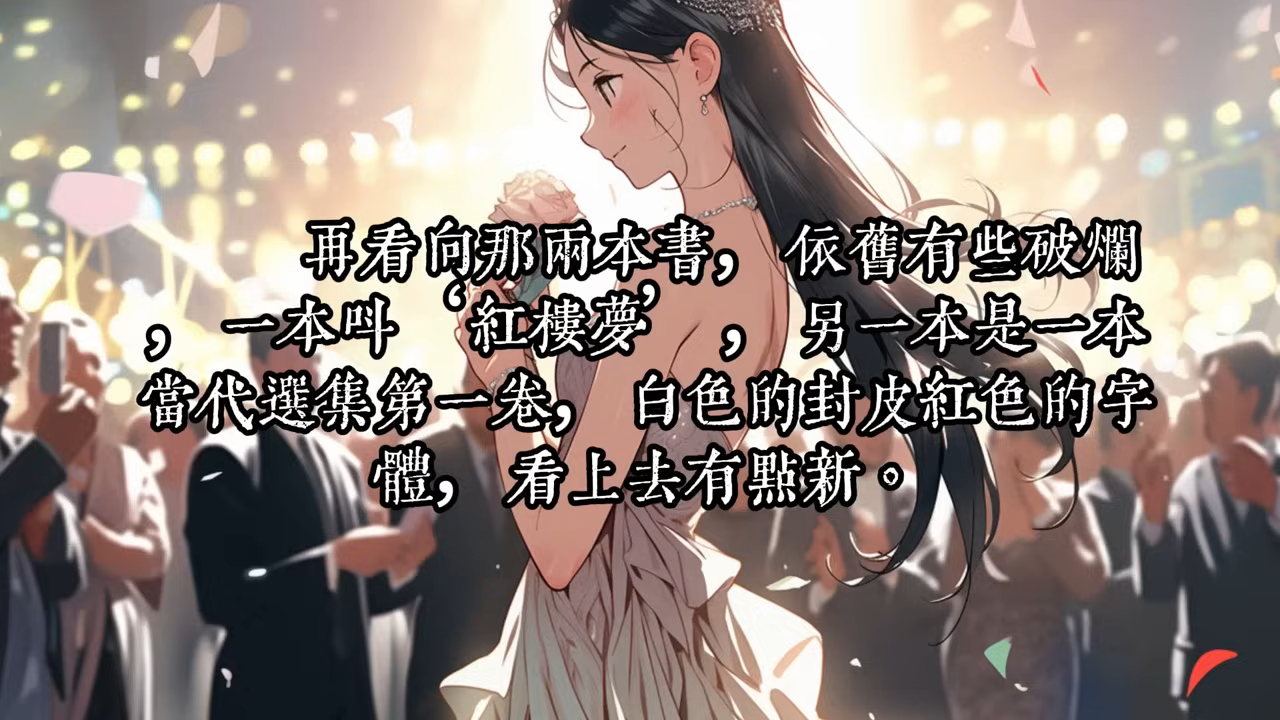 再看向那兩本書， 依舊有些破爛
， 一本叫 ‘紅樓夢’ ， 另一本是一本
當代選集第一卷， 白色的封皮紅色的字
體， 看上去有點新。